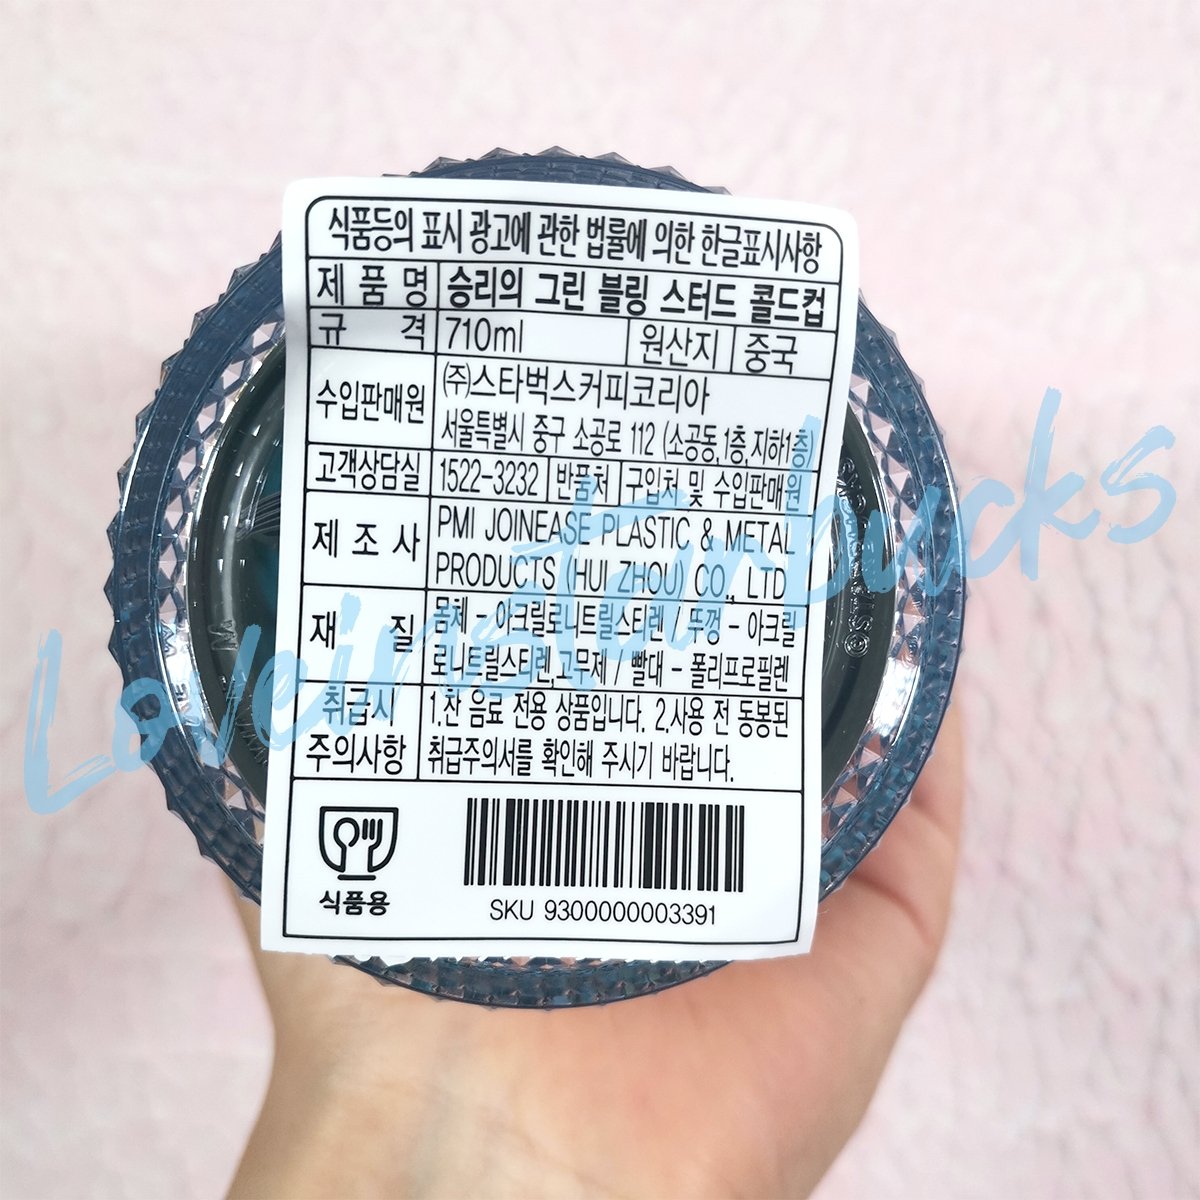 식품등의 표시 광고에 관한 법률에 의한 한글표시사항
제 품 명 승리의 그린 블링 스터드 콜드컵
규 격 710ml 원산지 중국
수입판매원 (주)스타벅스커피코리아
서울특별시 중구 소공로 112 (소공동,1층,지하1층)
고객상담실 1522-3232 반품처 구입처 및 수입판매원
제 조 사 PMI JOINEASE PLASTIC & METAL
PRODUCTS (HUI ZHOU) CO., LTD
재 질 몸체 - 아크릴로니트릴스티렌 / 뚜껑 - 아크릴
로니트릴스티렌,고무제 / 빨대 - 폴리프로필렌
취급시 1.찬 음료 전용 상품입니다. 2.사용 전 동봉된
주의사항 취급주의서를 확인해 주시기 바랍니다.
식품용
SKU 9300000003391
Loveinstarbucks